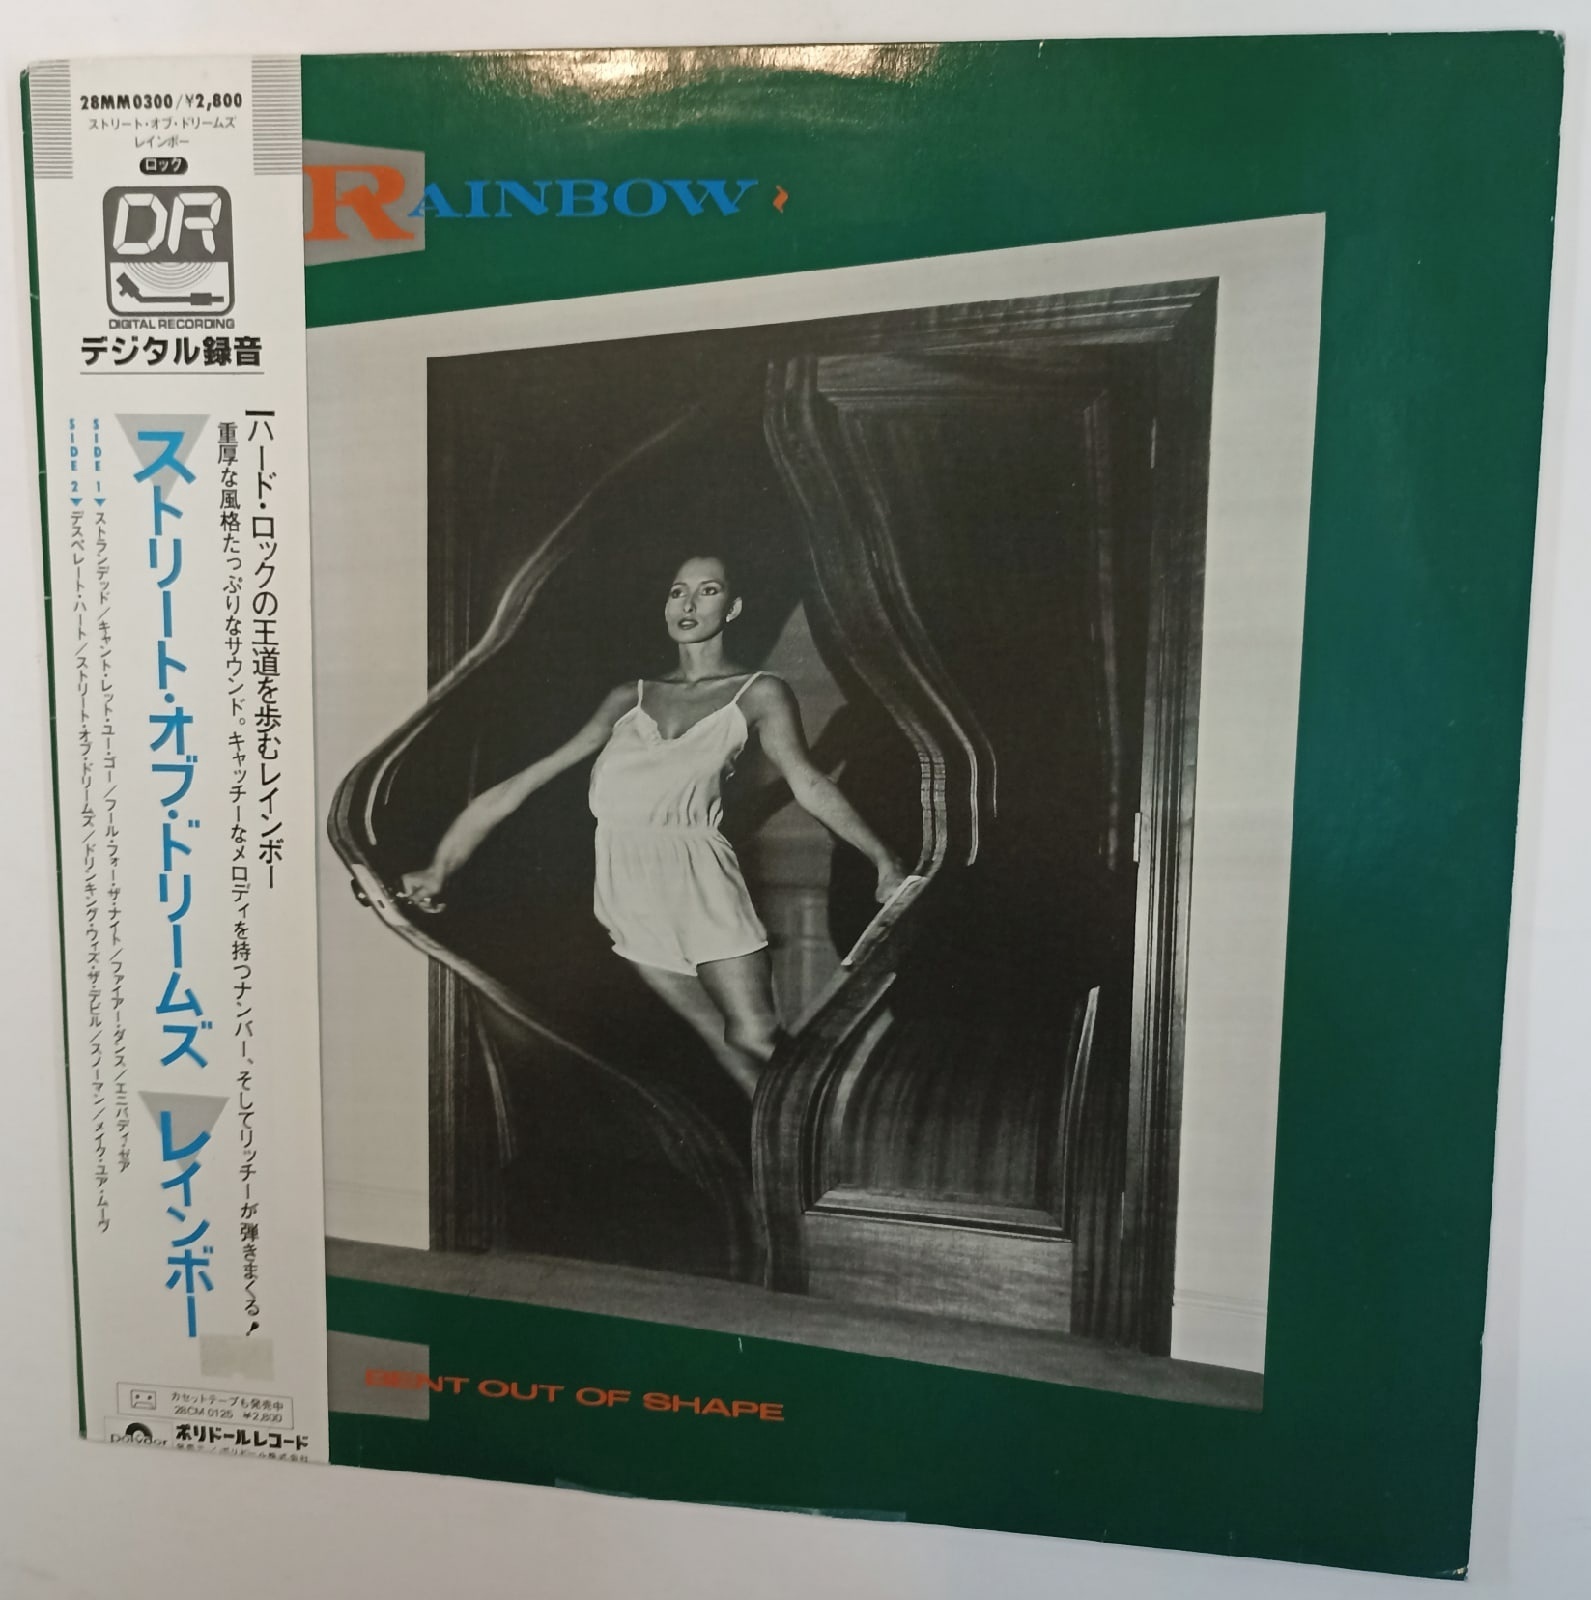 28MM0300/¥2,800
ストリート・オブ・ドリームズ
レインボー
ロック
DR
DIGITAL RECORDING
デジタル録音
ハード・ロックの王道を歩むレインボー
重厚な風格たっぷりなサウンド。キャッチーなメロディを持つナンバー、そしてリッチーが弾きまくる!
ストリート・オブ・ドリームズ レインボー
SIDE 1▼ストランデッド/キャント・レット・ユー・ゴー/フール・フォー・ザ・ナイト/ファイアー・ダンス/エニバディ・ゼア
SIDE 2▼デスペレート・ハート/ストリート・オブ・ドリームズ/ドリンキング・ウィズ・ザ・デビル/スノーマン/メイク・ユア・ムーヴ
カセットテープも発売中
28CM 0125 ¥2,800
polydor ポリドールレコード
RAINBOW
BENT OUT OF SHAPE